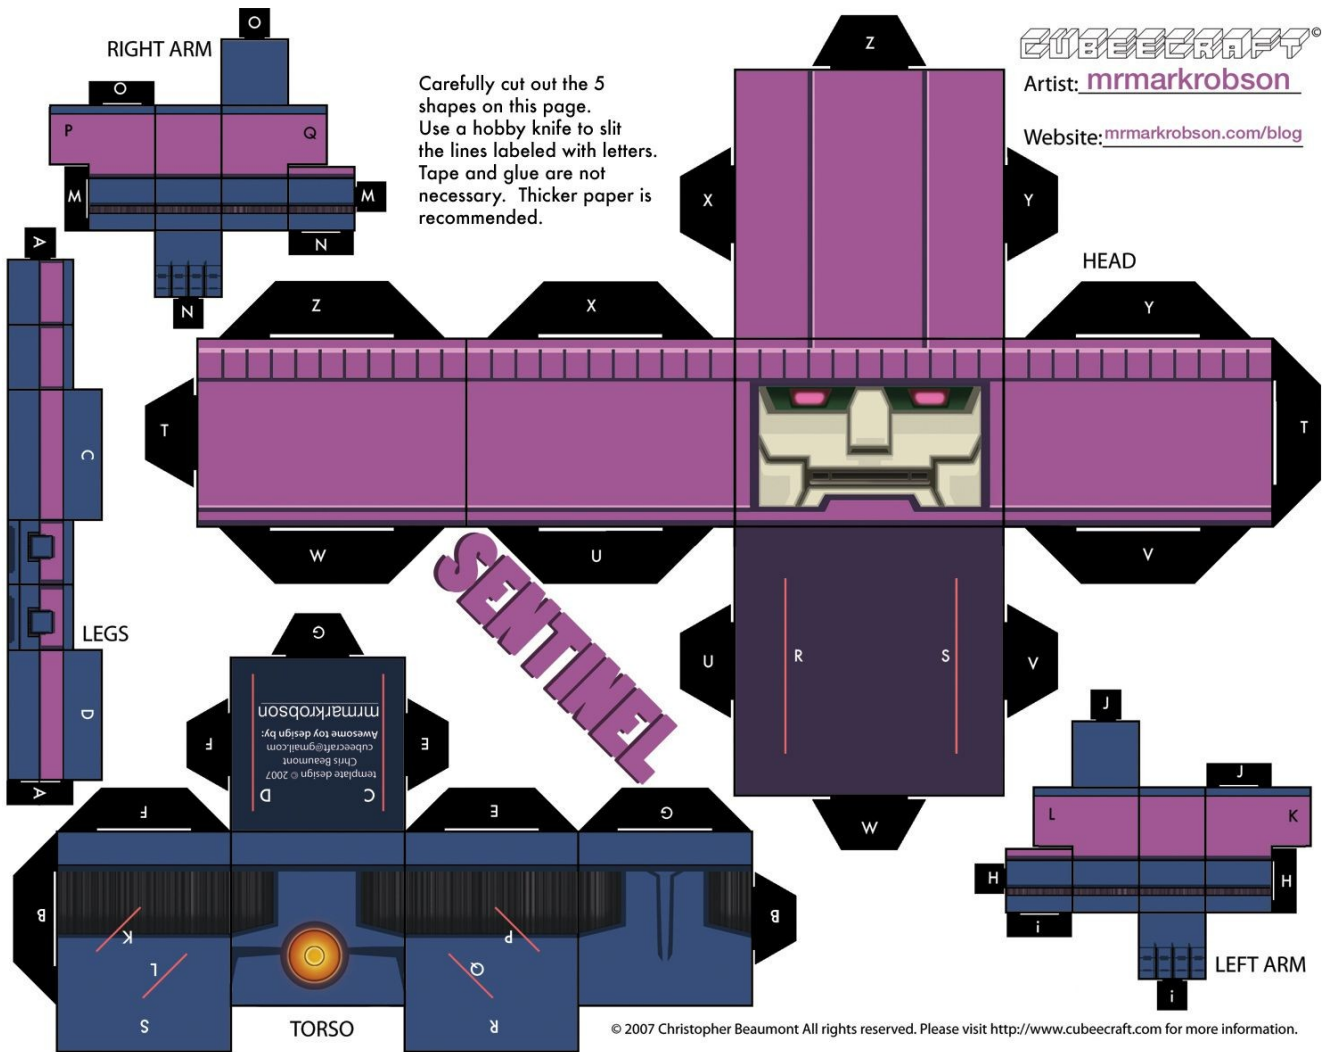 RIGHT ARM
O
O
P
Q
M
M
N
N
Carefully cut out the 5
shapes on this page.
Use a hobby knife to slit
the lines labeled with letters.
Tape and glue are not
necessary. Thicker paper is
recommended.
CUBEECRAFT©
Artist: mrmarkrobson
Website: mrmarkrobson.com/blog
HEAD
Z
X
Y
Z
X
Y
T
T
W
U
V
U
R
S
V
W
SENTINEL
A
C
D
A
LEGS
G
F
E
mrmarkrobson
Awesome toy design by:
cubeecraft@gmail.com
Chris Beaumont
template design © 2007
D
C
F
E
G
B
B
K
L
S
P
Q
R
TORSO
J
J
L
K
H
H
i
i
LEFT ARM
© 2007 Christopher Beaumont All rights reserved. Please visit http://www.cubeecraft.com for more information.